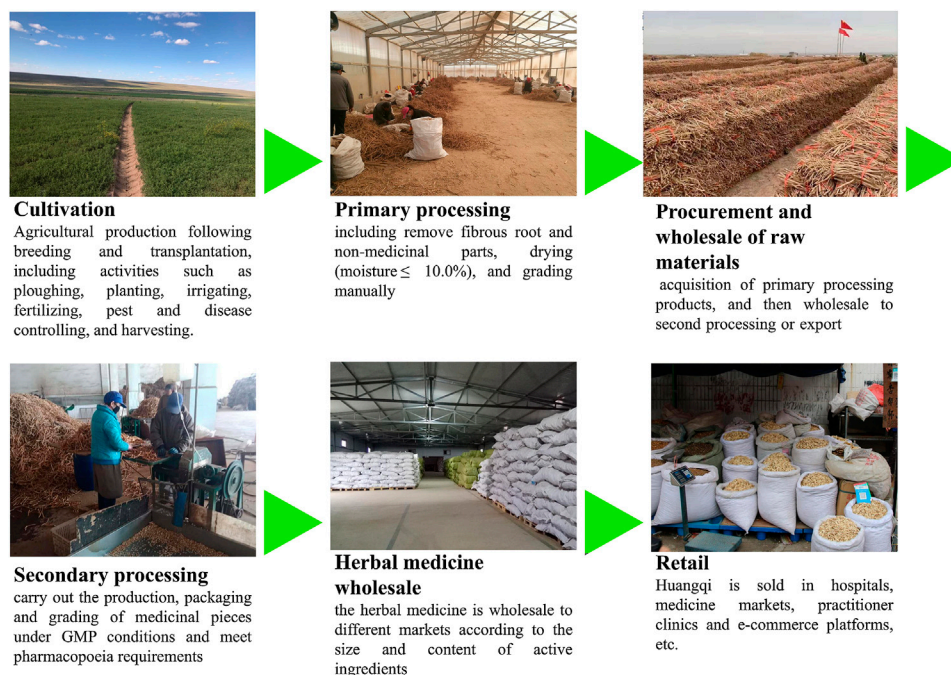 Cultivation
Agricultural production following
breeding and transplantation,
including activities such as
ploughing, planting, irrigating,
fertilizing, pest and disease
controlling, and harvesting.
Primary processing
including remove fibrous root and
non-medicinal parts, drying
(moisture ≤ 10.0%), and grading
manually
Procurement and
wholesale of raw
materials
acquisition of primary processing
products, and then wholesale to
second processing or export
Secondary processing
carry out the production, packaging
and grading of medicinal pieces
under GMP conditions and meet
pharmacopoeia requirements
Herbal medicine
wholesale
the herbal medicine is wholesale to
different markets according to the
size and content of active
ingredients
Retail
Huangqi is sold in hospitals,
medicine markets, practitioner
clinics and e-commerce platforms,
etc.